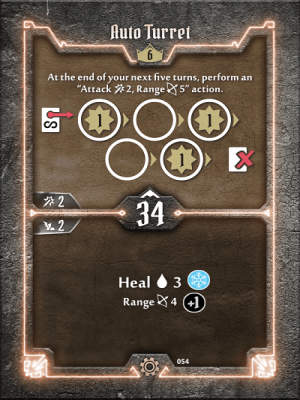 Auto Turret
6
At the end of your next five turns, perform an
“Attack 2, Range 5” action.
S 1 1
1
2
34
2
Heal 3
Range 4 +1
054